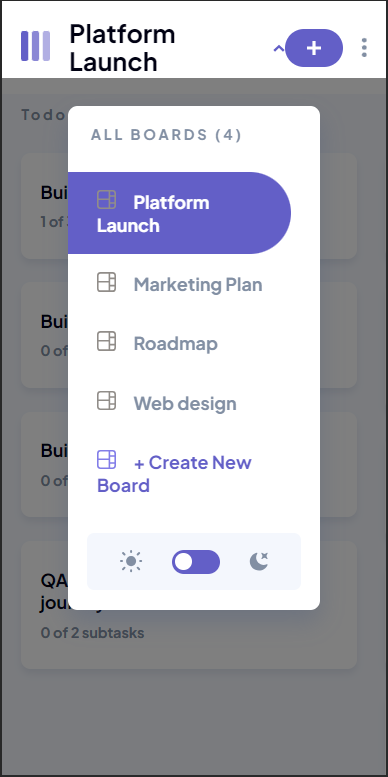 Platform
Launch
Todo
ALL BOARDS (4)
Platform
Launch
Marketing Plan
Roadmap
Web design
+ Create New
Board
Bui
1 of
Bui
0 of
Bui
0 of
QA
0 of 2 subtasks